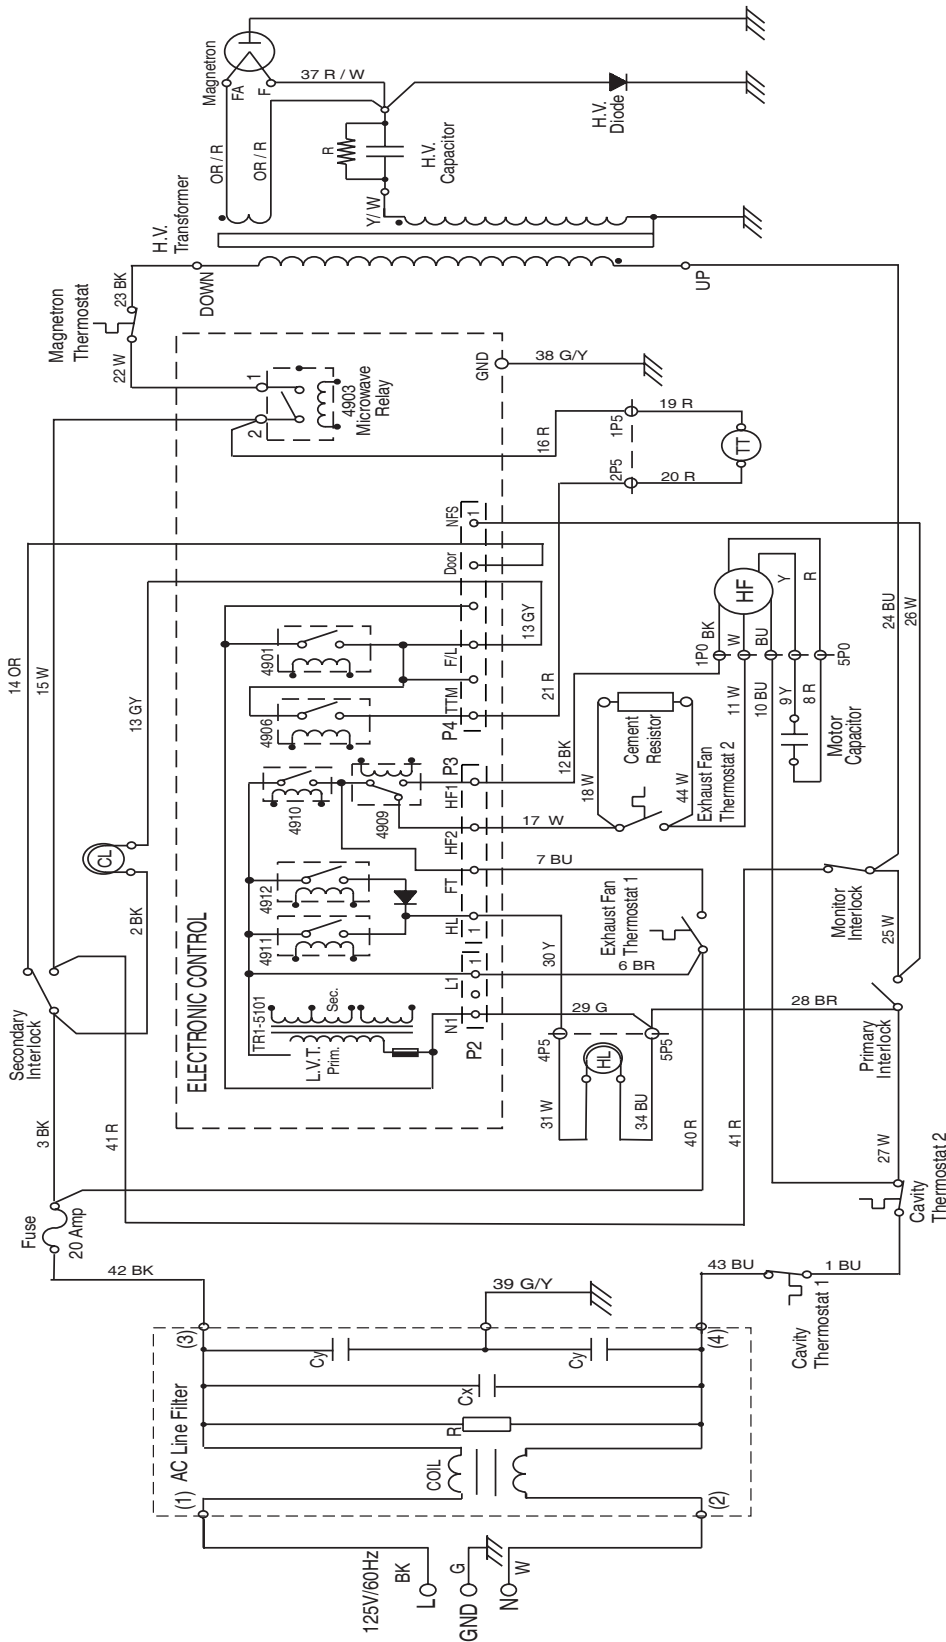 Magnetron
FA
F
37 R / W
OR / R
OR / R
R
H.V.
Capacitor
H.V.
Diode
Y/ W
H.V.
Transformer
DOWN
UP
23 BK
Magnetron
Thermostat
22 W
1
2
4903
Microwave
Relay
GND
38 G/Y
16 R
1P5
2P5
19 R
20 R
TT
14 OR
15 W
13 GY
CL
2 BK
Secondary
Interlock
3 BK
41 R
Fuse
20 Amp
42 BK
ELECTRONIC CONTROL
4901
4906
4910
4909
4912
4911
TR1-5101
Sec.
L.V.T.
Prim.
NFS
1
Door
F/L
TTM
P4
P3
HF1
HF2
FT
HL
1
L1
1
N1
P2
13 GY
21 R
12 BK
17 W
7 BU
30 Y
6 BR
29 G
4P5
5P5
HL
31 W
34 BU
18 W
Cement
Resistor
44 W
Exhaust Fan
Thermostat 2
Exhaust Fan
Thermostat 1
HF
1P0
BK
W
BU
Y
R
5P0
11 W
10 BU
9 Y
8 R
Motor
Capacitor
24 BU
26 W
Monitor
Interlock
25 W
28 BR
Primary
Interlock
40 R
41 R
27 W
Cavity
Thermostat 2
43 BU
1 BU
Cavity
Thermostat 1
39 G/Y
AC Line Filter
(3)
(4)
Cy
Cy
Cx
R
COIL
(1)
(2)
125V/60Hz
BK
G
W
L
GND
N